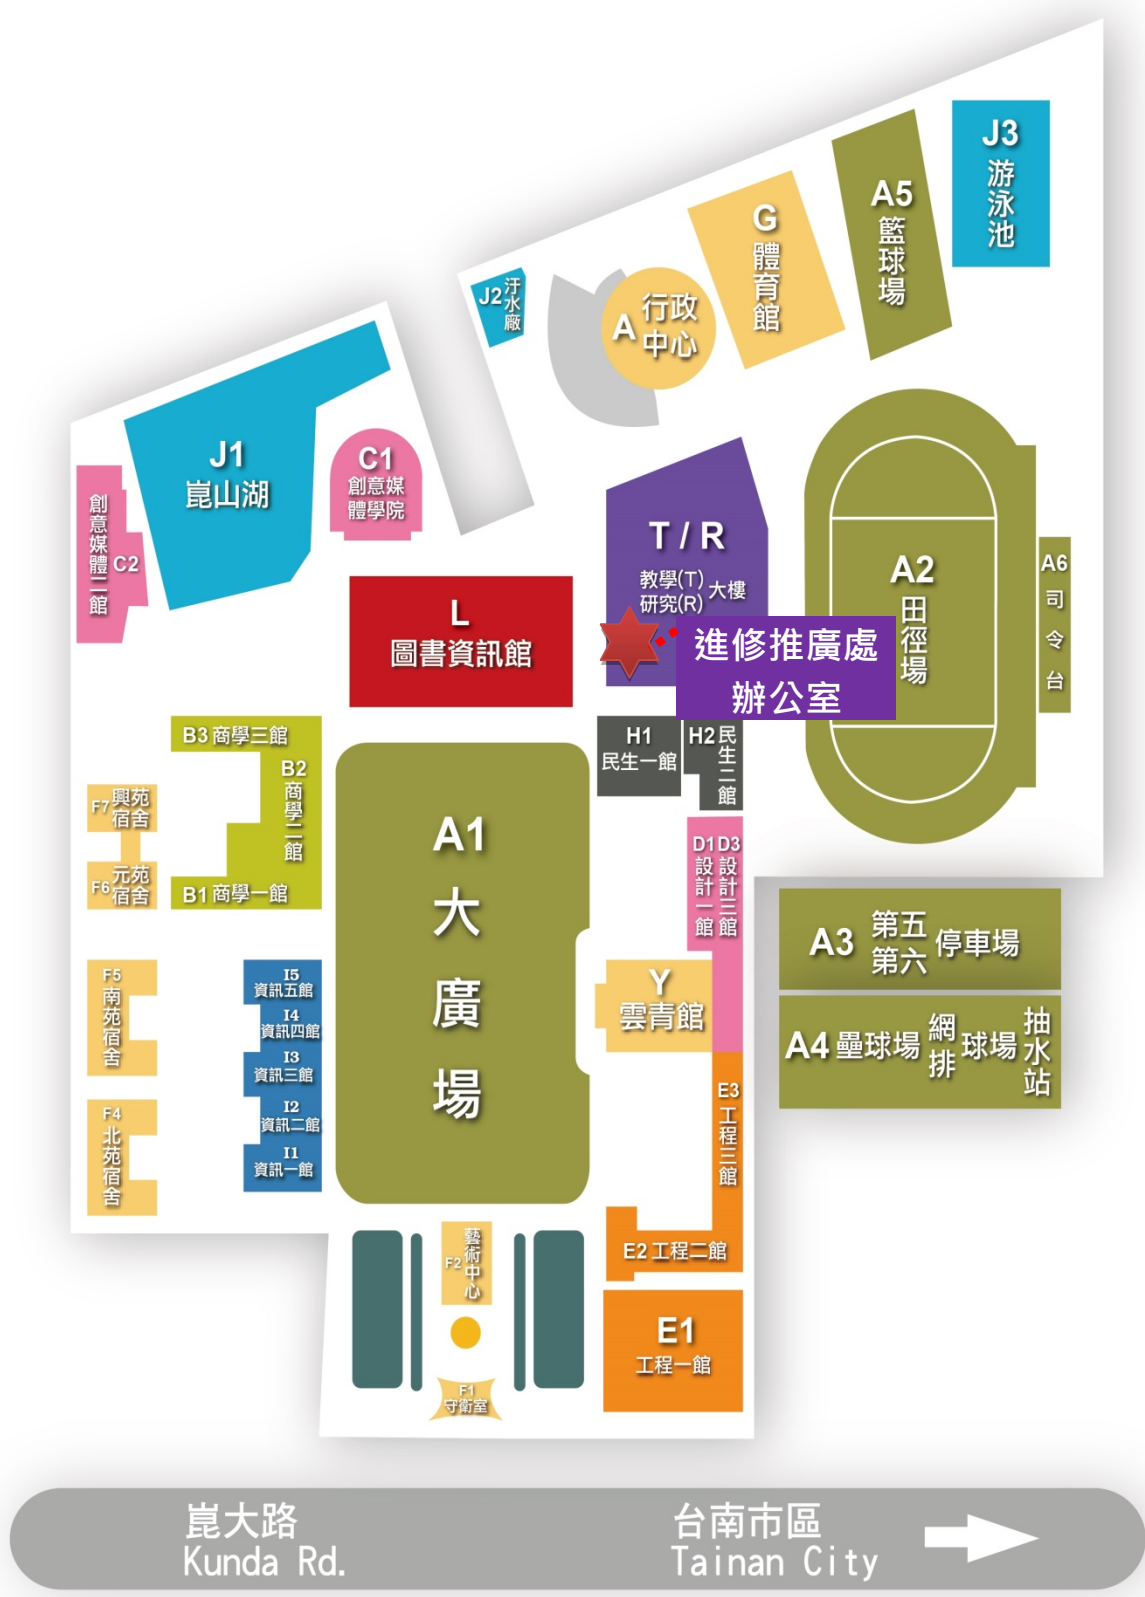 J3
游泳池
A5
籃球場
G
體育館
J2 汙水廠
A 行政
中心
J1
崑山湖
C1
創意媒
體學院
創意媒體二館
C2
T / R
教學(T)
研究(R)
大樓
進修推廣處
辦公室
A2
田徑場
A6
司令台
L
圖書資訊館
B3 商學三館
B2
商學二館
B1 商學一館
H1
民生一館
H2 民生二館
F7 興苑
宿舍
F6 元苑
宿舍
A1
大廣場
D1
設計一館
D3
設計三館
A3 第五
第六
停車場
A4 壘球場 網
排
球場 抽水站
F5
南苑宿舍
I5
資訊五館
I4
資訊四館
I3
資訊三館
I2
資訊二館
I1
資訊一館
F4
北苑宿舍
Y
雲青館
E3
工程三館
E2 工程二館
E1
工程一館
F2 藝術中心
F1
守衛室
崑大路
Kunda Rd.
台南市區
Tainan City